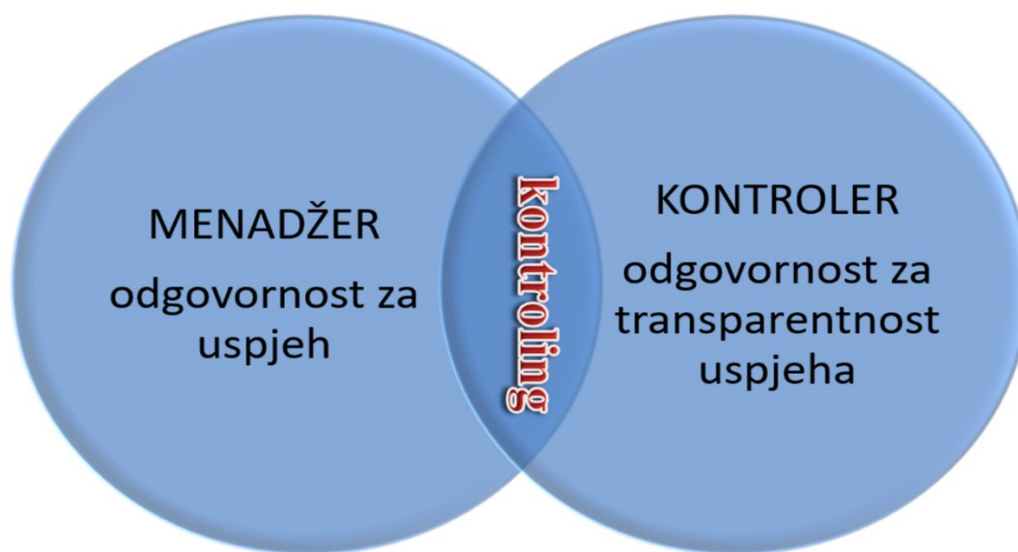 MENADŽER
odgovornost za
uspjeh
kontroling
KONTROLER
odgovornost za
transparentnost
uspjeha